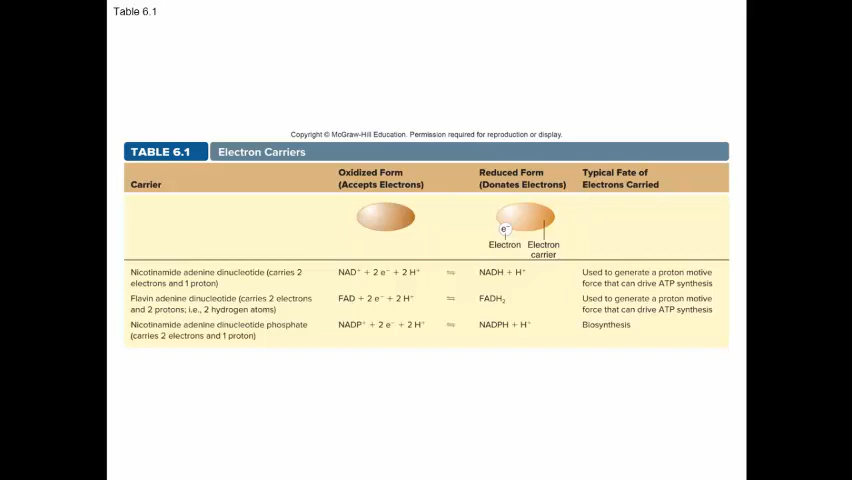 Table 6.1
Copyright © McGraw-Hill Education. Permission required for reproduction or display.
TABLE 6.1 Electron Carriers
Carrier
Oxidized Form
(Accepts Electrons)
Reduced Form
(Donates Electrons)
Typical Fate of
Electrons Carried
e⁻
Electron
Electron
carrier
Nicotinamide adenine dinucleotide (carries 2
electrons and 1 proton)
NAD⁺ + 2 e⁻ + 2 H⁺ ⇋ NADH + H⁺
Used to generate a proton motive
force that can drive ATP synthesis
Flavin adenine dinucleotide (carries 2 electrons
and 2 protons; i.e., 2 hydrogen atoms)
FAD + 2 e⁻ + 2 H⁺ ⇋ FADH₂
Used to generate a proton motive
force that can drive ATP synthesis
Nicotinamide adenine dinucleotide phosphate
(carries 2 electrons and 1 proton)
NADP⁺ + 2 e⁻ + 2 H⁺ ⇋ NADPH + H⁺
Biosynthesis